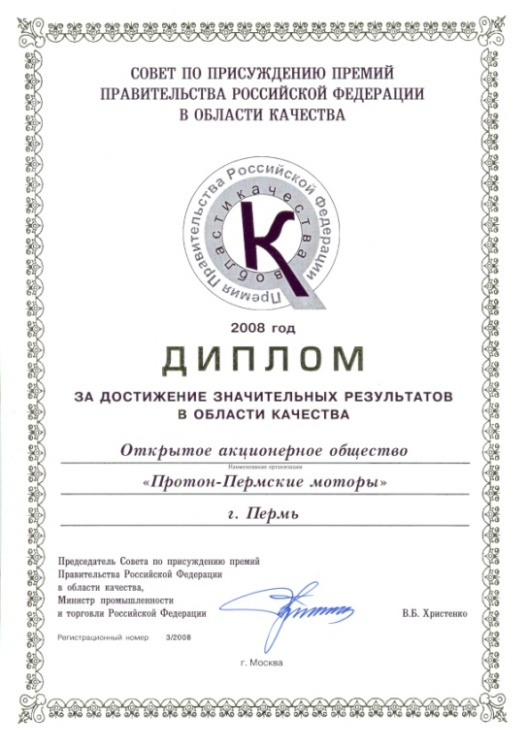 СОВЕТ ПО ПРИСУЖДЕНИЮ ПРЕМИЙ
ПРАВИТЕЛЬСТВА РОССИЙСКОЙ ФЕДЕРАЦИИ
В ОБЛАСТИ КАЧЕСТВА
Премия Правительства Российской Федерации
в области качества
К
2008 год
ДИПЛОМ
ЗА ДОСТИЖЕНИЕ ЗНАЧИТЕЛЬНЫХ РЕЗУЛЬТАТОВ
В ОБЛАСТИ КАЧЕСТВА
Открытое акционерное общество
Наименование организации
«Протон-Пермские моторы»
г. Пермь
Председатель Совета по присуждению премий
Правительства Российской Федерации
в области качества,
Министр промышленности
и торговли Российской Федерации
В.Б. Христенко
Регистрационный номер 3/2008
г. Москва